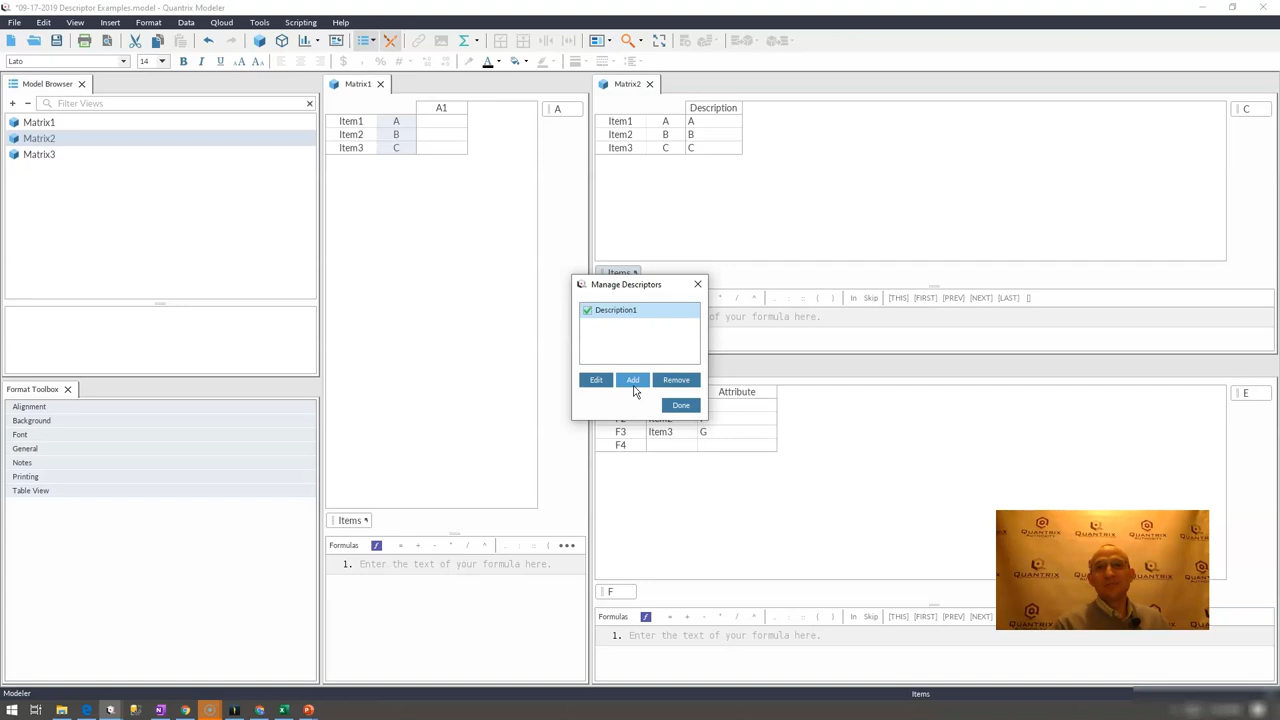 *09-17-2019 Descriptor Examples.model - Quantrix Modeler
File Edit View Insert Format Data Qloud Tools Scripting Help
Lato 14 B I U A A $ , %
Model Browser
Filter Views
Matrix1
Matrix2
Matrix3
Format Toolbox
Alignment
Background
Font
General
Notes
Printing
Table View
Matrix1
A1
Item1 A
Item2 B
Item3 C
A
Items
Formulas f = + - * / ^ . : :: (
1. Enter the text of your formula here.
Matrix2
Description
Item1 A A
Item2 B B
Item3 C C
C
Items
* / ^ . : :: ( ) In Skip [THIS] [FIRST] [PREV] [NEXT] [LAST] []
of your formula here.
Manage Descriptors
Description1
Edit Add Remove
Done
Attribute
F3 Item3 G
F4
E
F
Formulas f = + - * / ^ . : :: ( ) In Skip [THIS] [FIRST] [PREV] [NEXT]
1. Enter the text of your formula here.
QUANTRIX
AUTHORITY
QUANTRIX
Modeler
Items